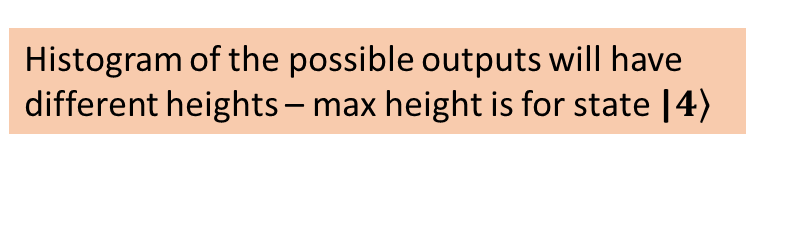 Histogram of the possible outputs will have
different heights – max height is for state |4⟩